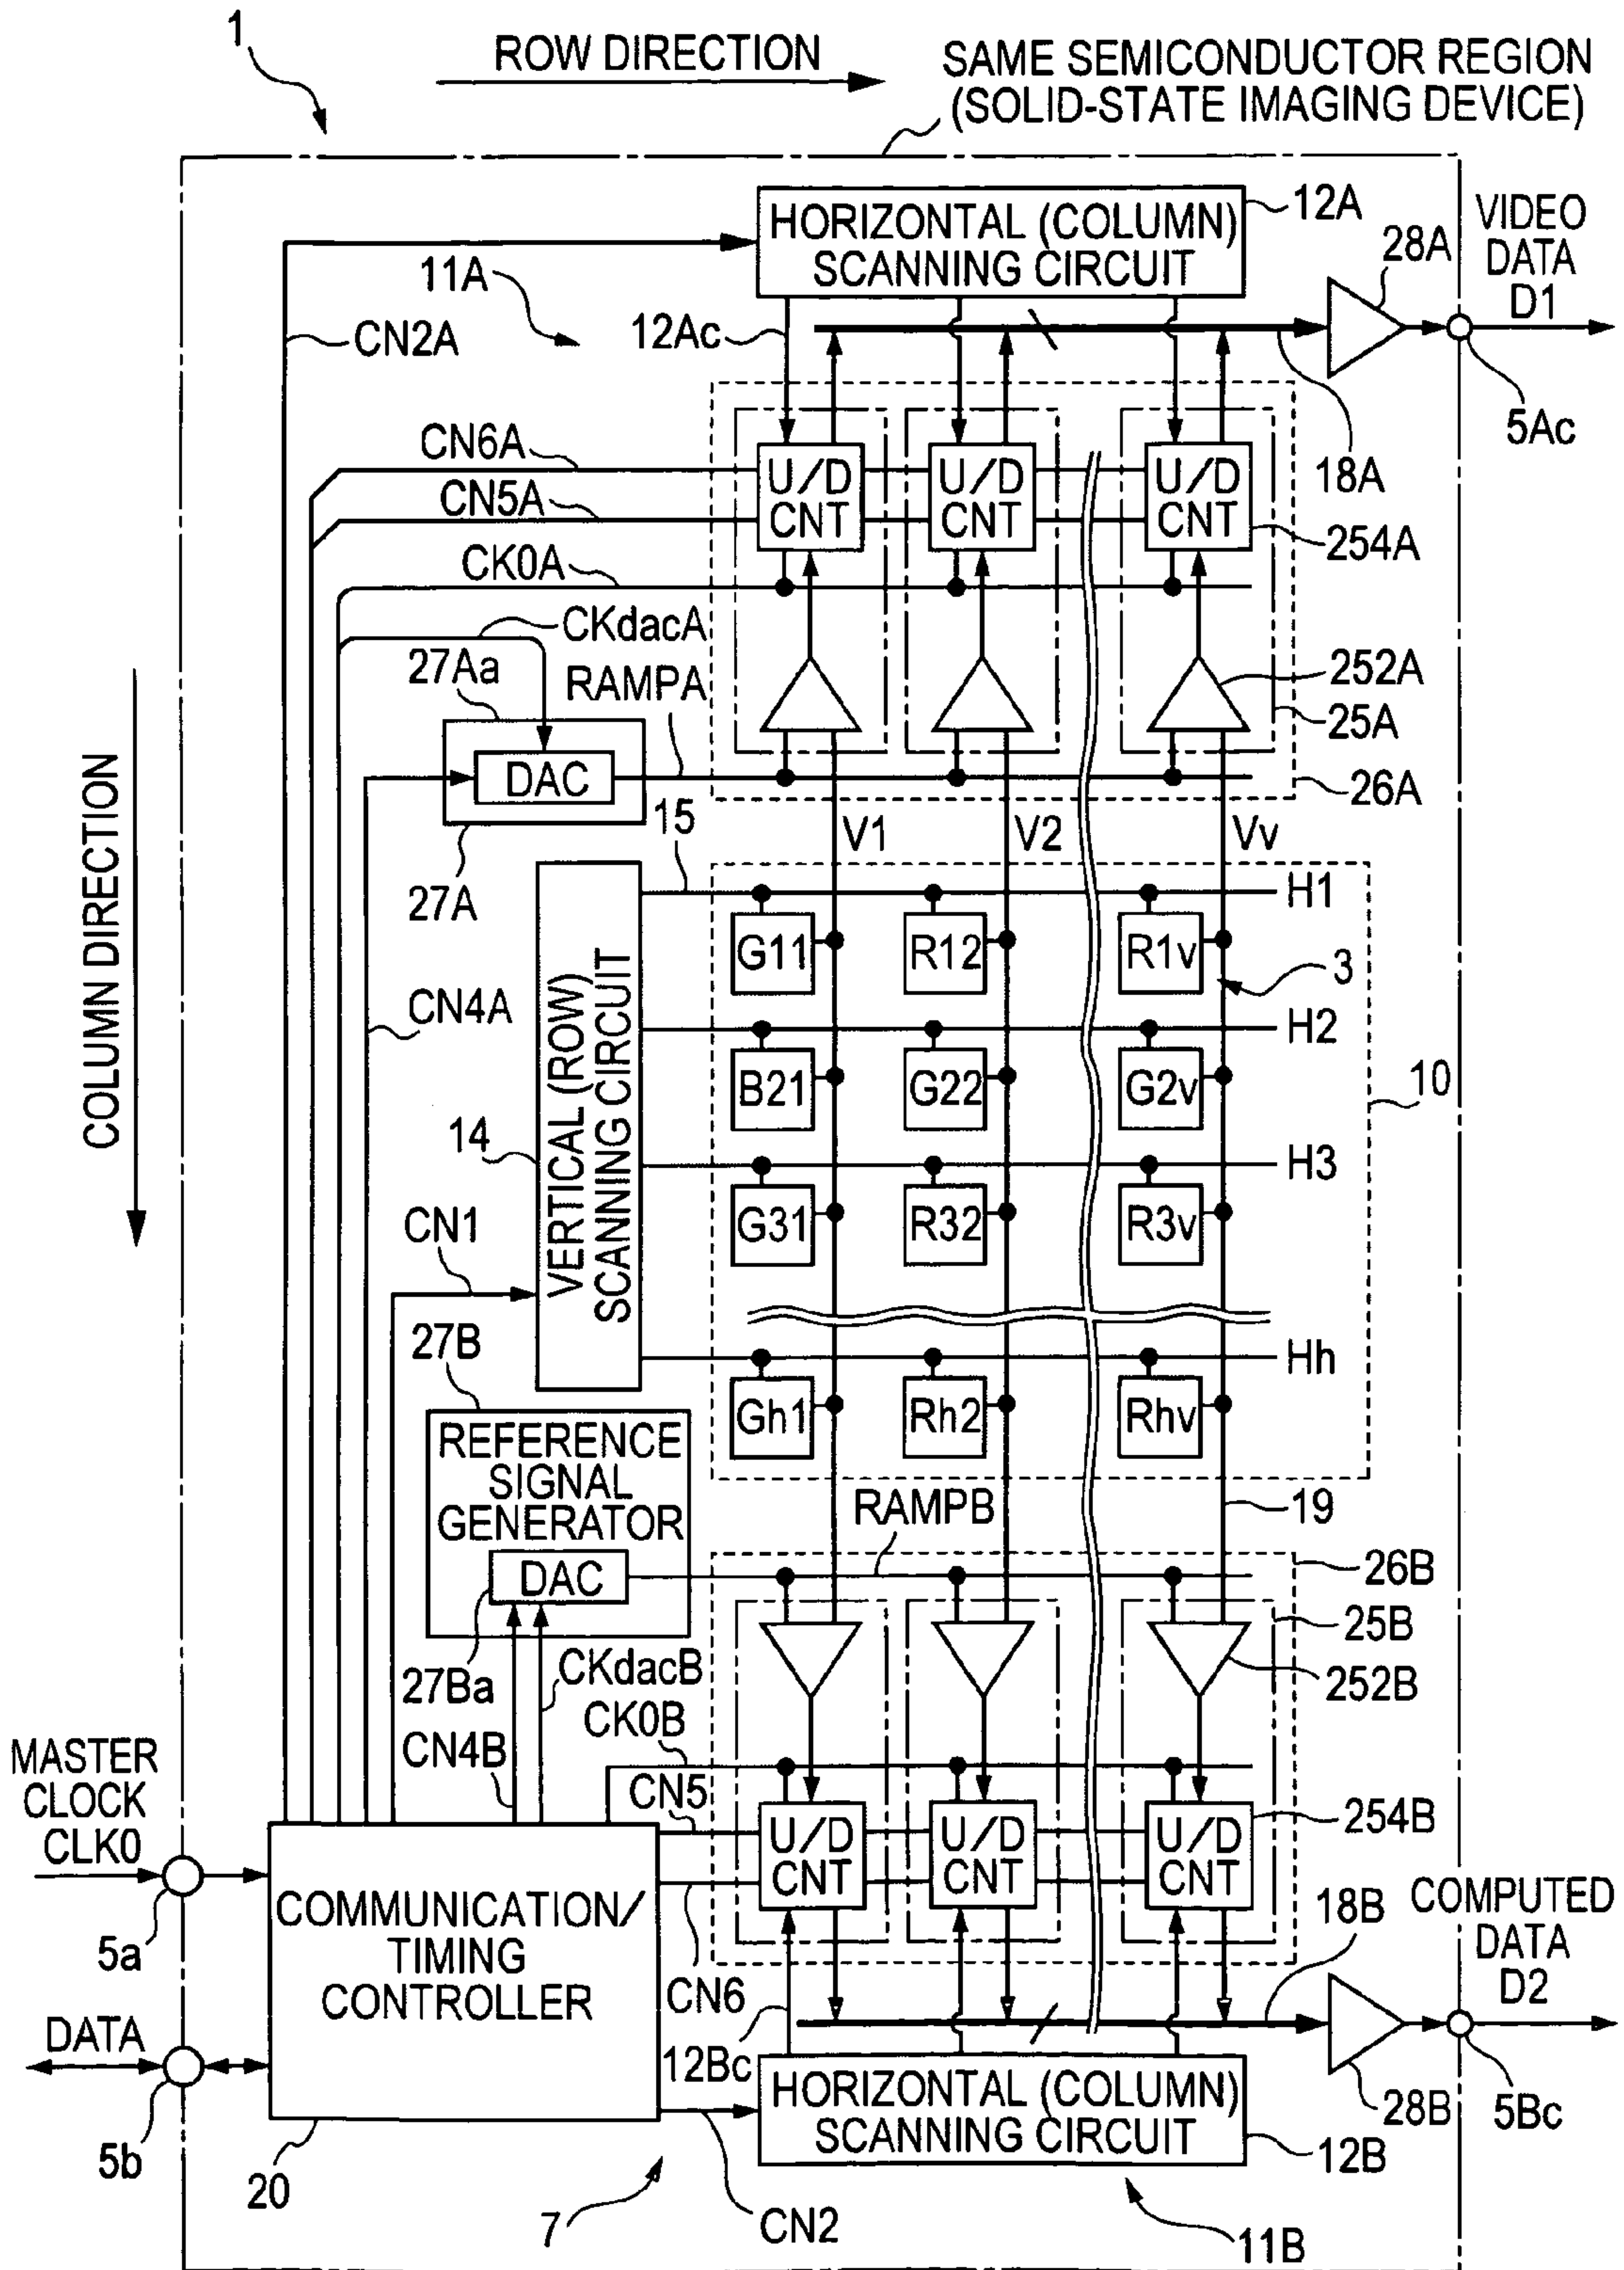 1
ROW DIRECTION
SAME SEMICONDUCTOR REGION
(SOLID-STATE IMAGING DEVICE)
HORIZONTAL (COLUMN)
SCANNING CIRCUIT
12A
VIDEO
DATA
D1
28A
11A
12Ac
CN2A
5Ac
18A
CN6A
CN5A
U/D
CNT
U/D
CNT
U/D
CNT
254A
CK0A
CKdacA
27Aa
RAMPA
252A
25A
DAC
26A
27A
15
V1
V2
Vv
COLUMN DIRECTION
H1
G11
R12
R1v
3
CN4A
VERTICAL (ROW)
SCANNING CIRCUIT
H2
B21
G22
G2v
10
14
H3
G31
R32
R3v
CN1
27B
Hh
Gh1
Rh2
Rhv
REFERENCE
SIGNAL
GENERATOR
DAC
RAMPB
19
26B
25B
27Ba
CKdacB
252B
CN4B
CK0B
MASTER
CLOCK
CLK0
CN5
U/D
CNT
U/D
CNT
U/D
CNT
254B
COMMUNICATION/
TIMING
CONTROLLER
5a
CN6
18B
COMPUTED
DATA
D2
DATA
12Bc
HORIZONTAL (COLUMN)
SCANNING CIRCUIT
28B
5Bc
5b
20
12B
7
CN2
11B